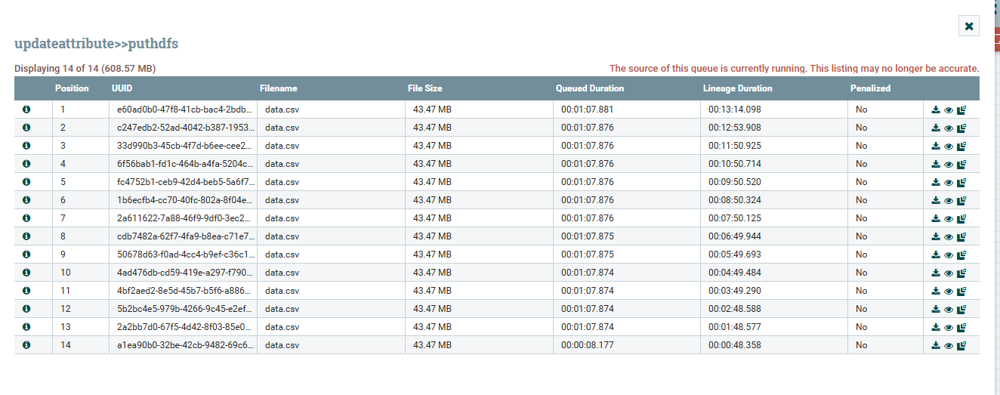 updateattribute>>puthdfs
Displaying 14 of 14 (608.57 MB) The source of this queue is currently running. This listing may no longer be accurate.
Position UUID Filename File Size Queued Duration Lineage Duration Penalized
1 e60ad0b0-47f8-41cb-bac4-2bdb... data.csv 43.47 MB 00:01:07.881 00:13:14.098 No
2 c247edb2-52ad-4042-b387-1953... data.csv 43.47 MB 00:01:07.876 00:12:53.908 No
3 33d990b3-45cb-4f7d-b6ee-cee2... data.csv 43.47 MB 00:01:07.876 00:11:50.925 No
4 6f56bab1-fd1c-464b-a4fa-5204c... data.csv 43.47 MB 00:01:07.876 00:10:50.714 No
5 fc4752b1-ceb9-42d4-beb5-5a6f7... data.csv 43.47 MB 00:01:07.876 00:09:50.520 No
6 1b6ecfb4-cc70-40fc-802a-8f04e... data.csv 43.47 MB 00:01:07.876 00:08:50.324 No
7 2a611622-7a88-46f9-9df0-3ec2... data.csv 43.47 MB 00:01:07.876 00:07:50.125 No
8 cdb7482a-62f7-4fa9-b8ea-c71e7... data.csv 43.47 MB 00:01:07.875 00:06:49.944 No
9 50678d63-f0ad-4cc4-b9ef-c36c1... data.csv 43.47 MB 00:01:07.875 00:05:49.693 No
10 4ad476db-cd59-419e-a297-f790... data.csv 43.47 MB 00:01:07.874 00:04:49.484 No
11 4bf2aed2-8e5d-45b7-b5f6-a886... data.csv 43.47 MB 00:01:07.874 00:03:49.290 No
12 5b2bc4e5-979b-4266-9c45-e2ef... data.csv 43.47 MB 00:01:07.874 00:02:48.588 No
13 2a2bb7d0-67f5-4d42-8f03-85e0... data.csv 43.47 MB 00:01:07.874 00:01:48.577 No
14 a1ea90b0-32be-42cb-9482-69c6... data.csv 43.47 MB 00:00:08.177 00:00:48.358 No